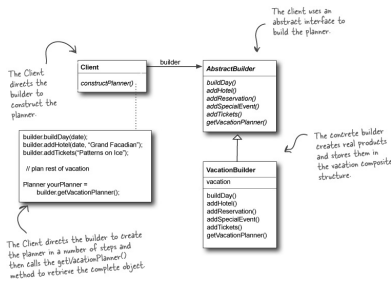 The client uses an
abstract interface to
build the planner.
builder
Client
constructPlanner()
AbstractBuilder
buildDay()
addHotel()
addReservation()
addSpecialEvent()
addTickets()
getVacationPlanner()
The Client
directs the
builder to
construct the
planner.
builder.buildDay(date);
builder.addHotel(date, "Grand Facadian");
builder.addTickets("Patterns on Ice");
// plan rest of vacation
Planner yourPlanner =
builder.getVacationPlanner();
The concrete builder
creates real products
and stores them in
the vacation composite
structure.
VacationBuilder
vacation
buildDay()
addHotel()
addReservation()
addSpecialEvent()
addTickets()
getVacationPlanner()
The Client directs the builder to create
the planner in a number of steps and
then calls the getVacationPlanner()
method to retrieve the complete object.